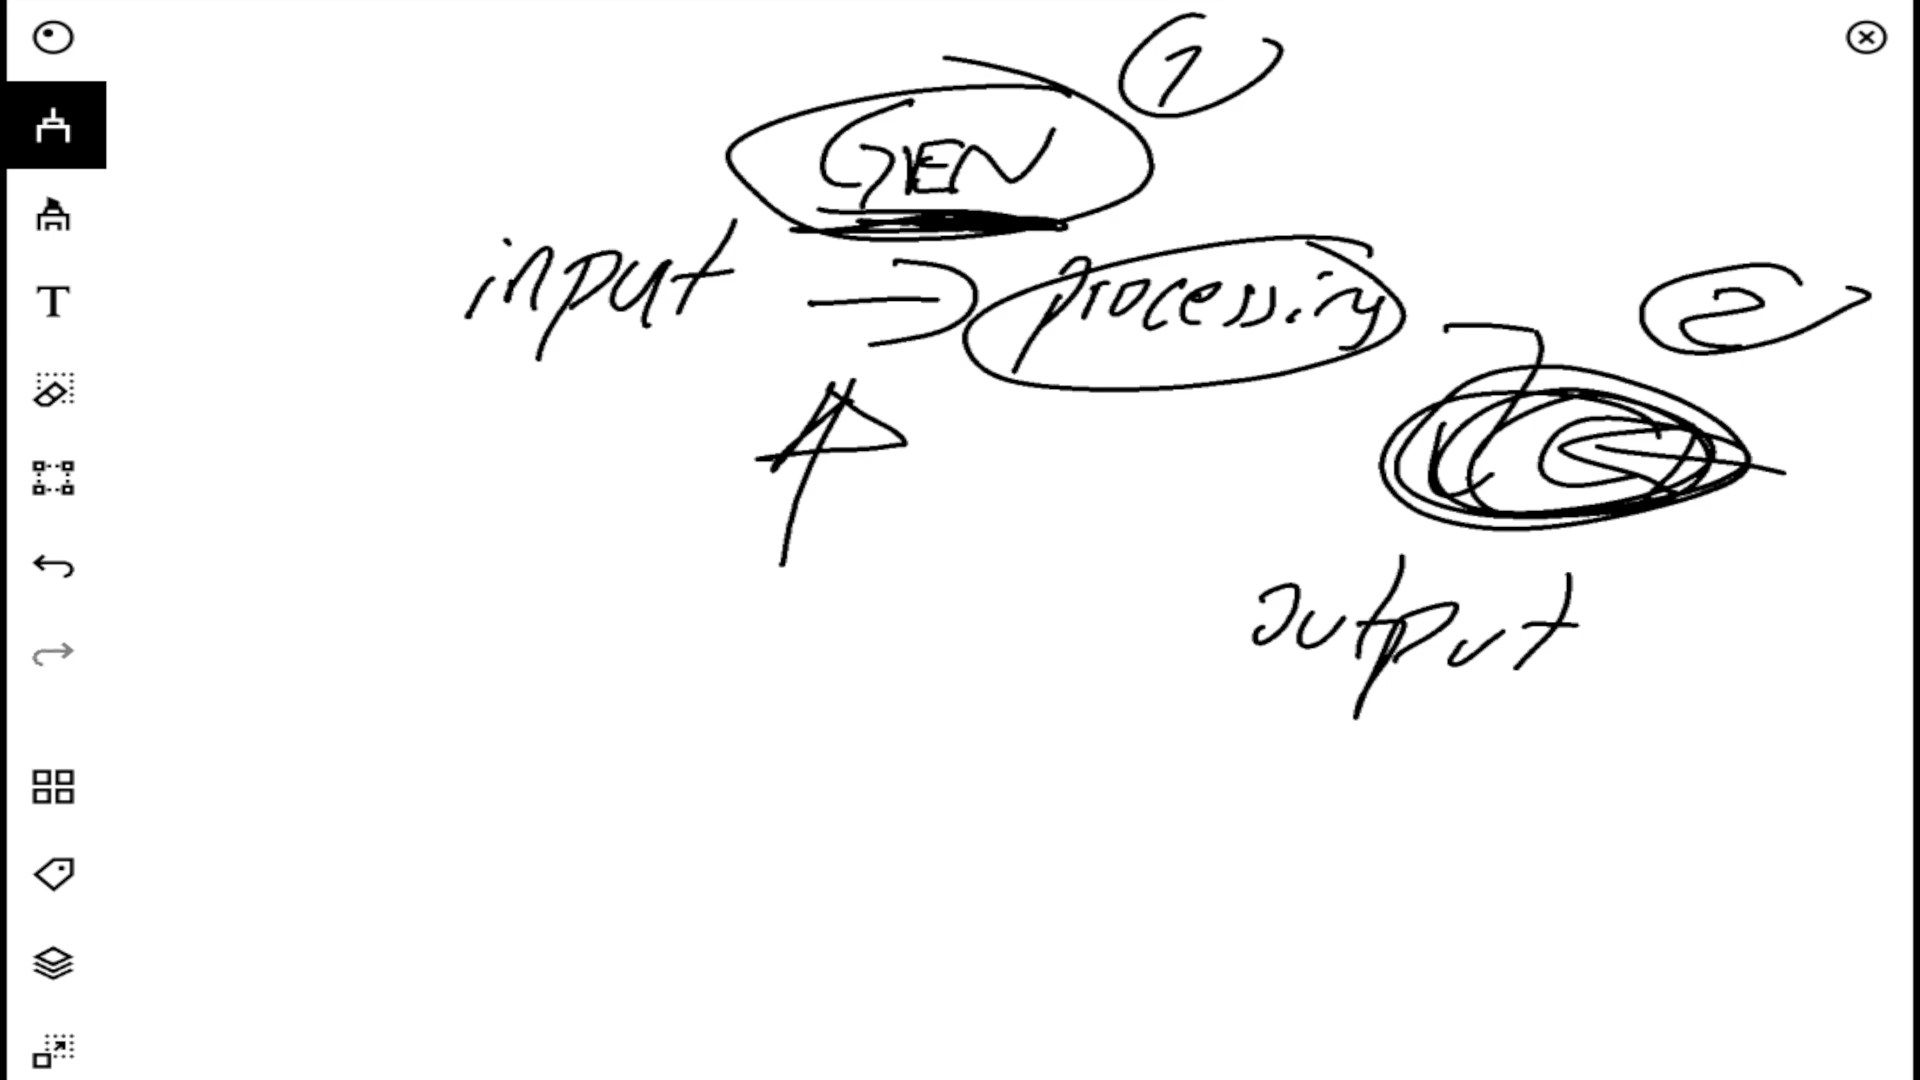 1
GEN
input → processing
2
output